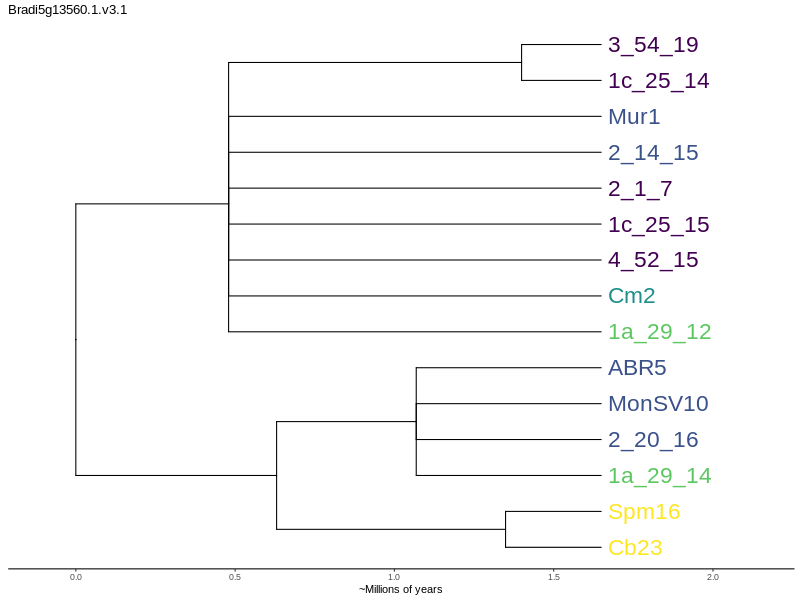 Bradi5g13560.1.v3.1
3_54_19
1c_25_14
Mur1
2_14_15
2_1_7
1c_25_15
4_52_15
Cm2
1a_29_12
ABR5
MonSV10
2_20_16
1a_29_14
Spm16
Cb23
0.0 0.5 1.0 1.5 2.0
~Millions of years